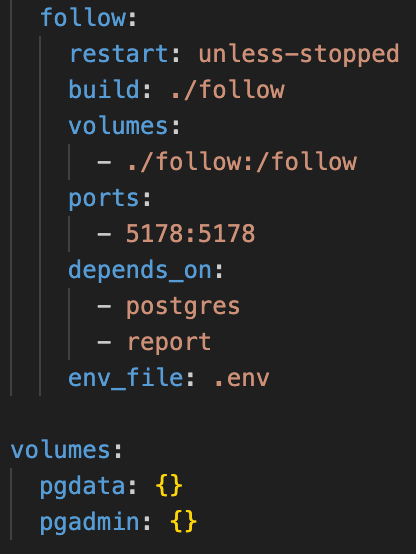 follow:
restart: unless-stopped
build: ./follow
volumes:
- ./follow:/follow
ports:
- 5178:5178
depends_on:
- postgres
- report
env_file: .env
volumes:
pgdata: {}
pgadmin: {}